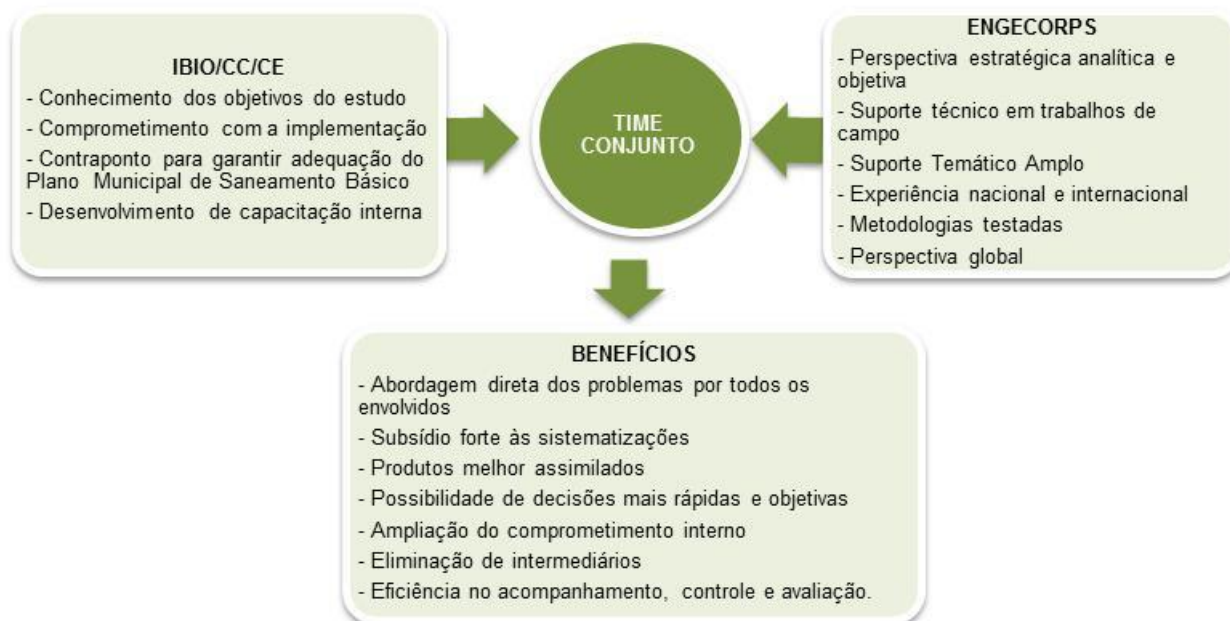 IBIO/CC/CE
- Conhecimento dos objetivos do estudo
- Comprometimento com a implementação
- Contraponto para garantir adequação do
Plano Municipal de Saneamento Básico
- Desenvolvimento de capacitação interna
TIME
CONJUNTO
ENGECORPS
- Perspectiva estratégica analítica e
objetiva
- Suporte técnico em trabalhos de
campo
- Suporte Temático Amplo
- Experiência nacional e internacional
- Metodologias testadas
- Perspectiva global
BENEFÍCIOS
- Abordagem direta dos problemas por todos os
envolvidos
- Subsídio forte às sistematizações
- Produtos melhor assimilados
- Possibilidade de decisões mais rápidas e objetivas
- Ampliação do comprometimento interno
- Eliminação de intermediários
- Eficiência no acompanhamento, controle e avaliação.